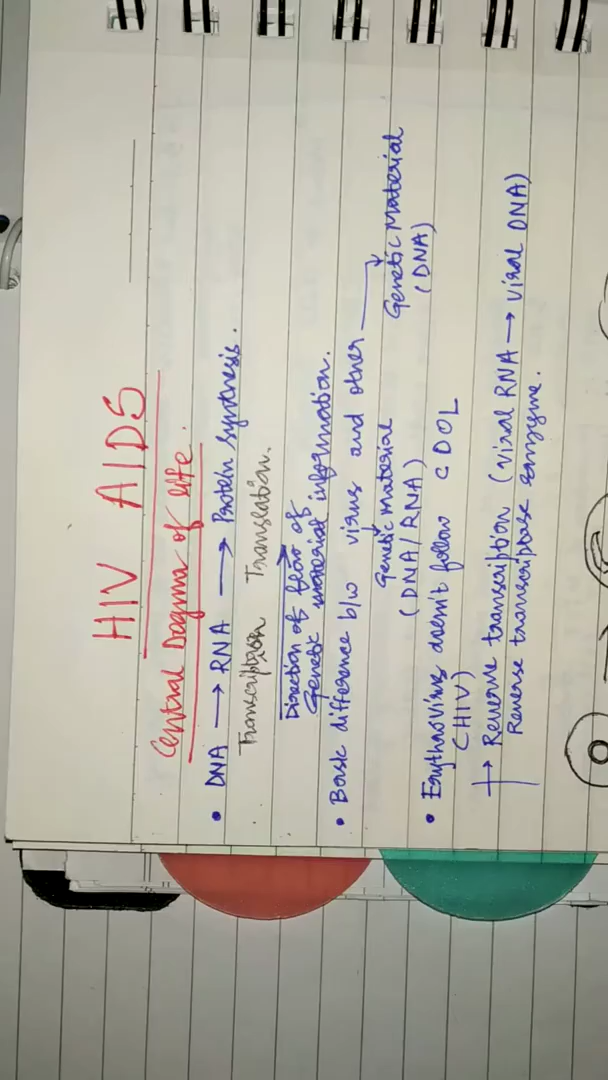 HIV AIDS
Central Dogma of life.
• DNA → RNA → Protein Synthesis.
Transcription Translation.
Direction of flow of
Genetic material information.
• Basic difference b/w virus and other
Genetic material
(DNA/RNA)
Genetic Material
(DNA)
• Erythrovirus doesn't follow CDOL
(HIV)
→ Reverse transcription (viral RNA → viral DNA)
Reverse transcriptase enzyme.